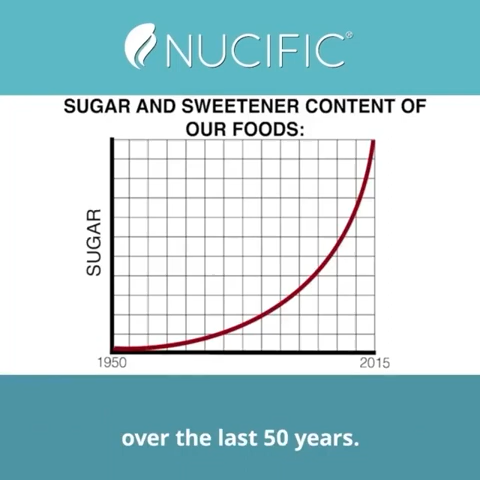 NUCIFIC®
SUGAR AND SWEETENER CONTENT OF
OUR FOODS:
SUGAR
1950
2015
over the last 50 years.